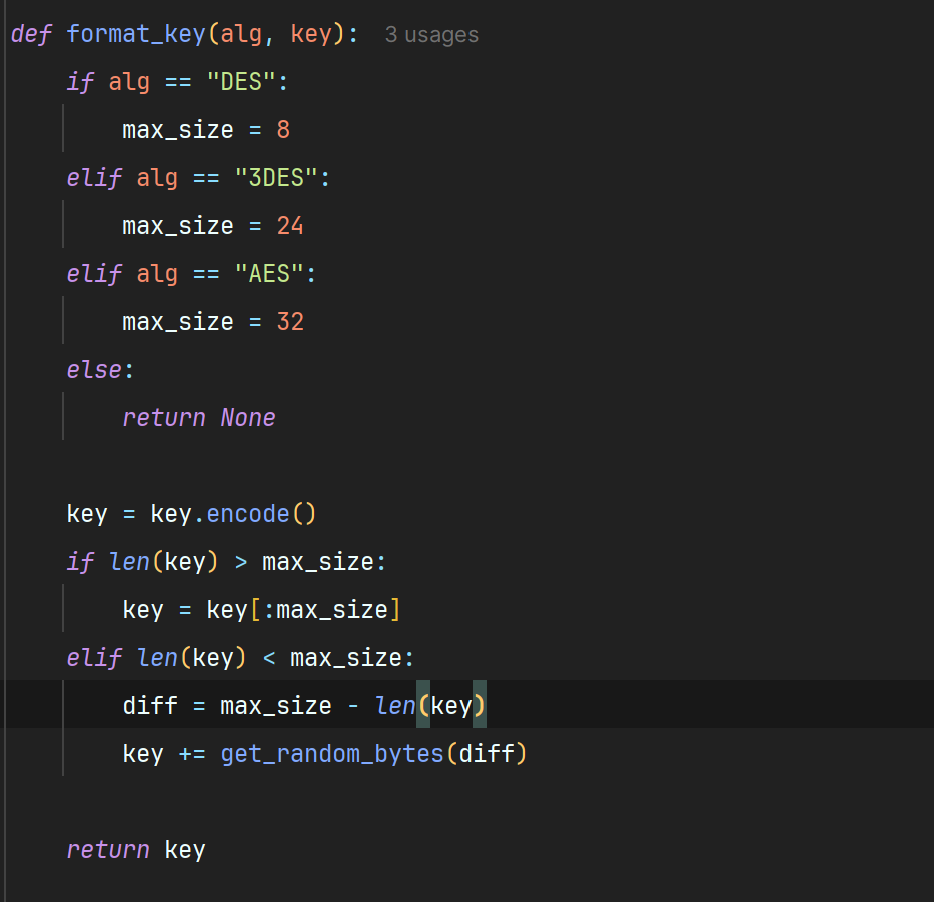 def format_key(alg, key):  3 usages
    if alg == "DES":
        max_size = 8
    elif alg == "3DES":
        max_size = 24
    elif alg == "AES":
        max_size = 32
    else:
        return None
    key = key.encode()
    if len(key) > max_size:
        key = key[:max_size]
    elif len(key) < max_size:
        diff = max_size - len(key)
        key += get_random_bytes(diff)
    return key